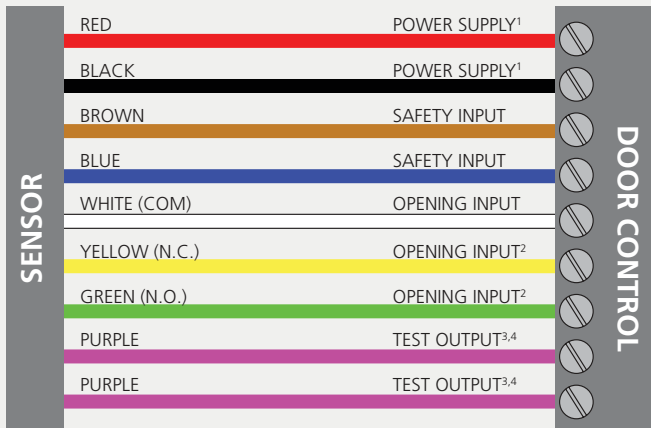 SENSOR
RED POWER SUPPLY¹
BLACK POWER SUPPLY¹
BROWN SAFETY INPUT
BLUE SAFETY INPUT
WHITE (COM) OPENING INPUT
YELLOW (N.C.) OPENING INPUT²
GREEN (N.O.) OPENING INPUT²
PURPLE TEST OUTPUT³,⁴
PURPLE TEST OUTPUT³,⁴
DOOR CONTROL